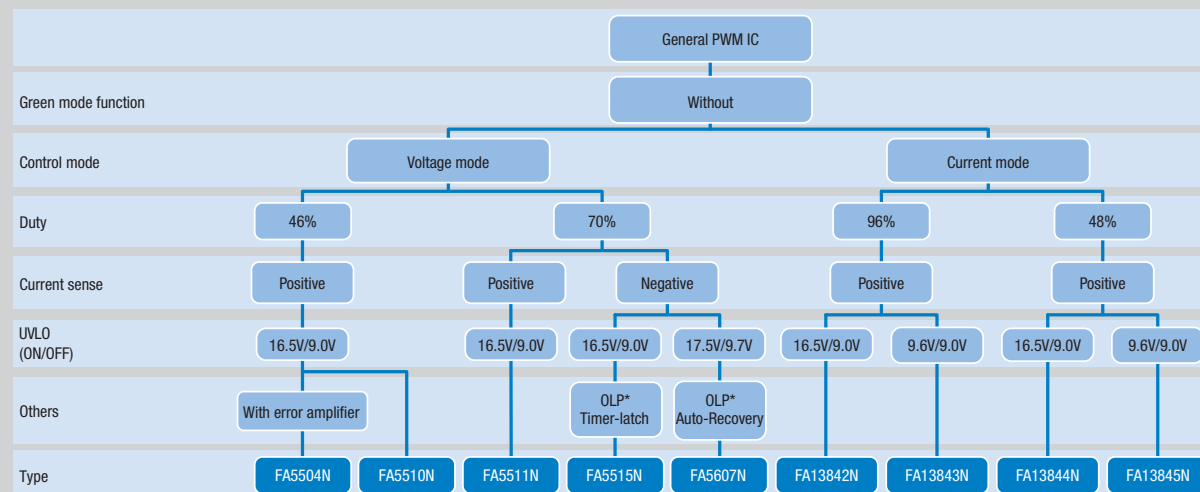 General PWM IC
Green mode function
Without
Control mode
Voltage mode
Current mode
Duty
46%
70%
96%
48%
Current sense
Positive
Positive
Negative
Positive
Positive
UVLO
(ON/OFF)
16.5V/9.0V
16.5V/9.0V
16.5V/9.0V
17.5V/9.7V
16.5V/9.0V
9.6V/9.0V
16.5V/9.0V
9.6V/9.0V
Others
With error amplifier
OLP*
Timer-latch
OLP*
Auto-Recovery
Type
FA5504N
FA5510N
FA5511N
FA5515N
FA5607N
FA13842N
FA13843N
FA13844N
FA13845N